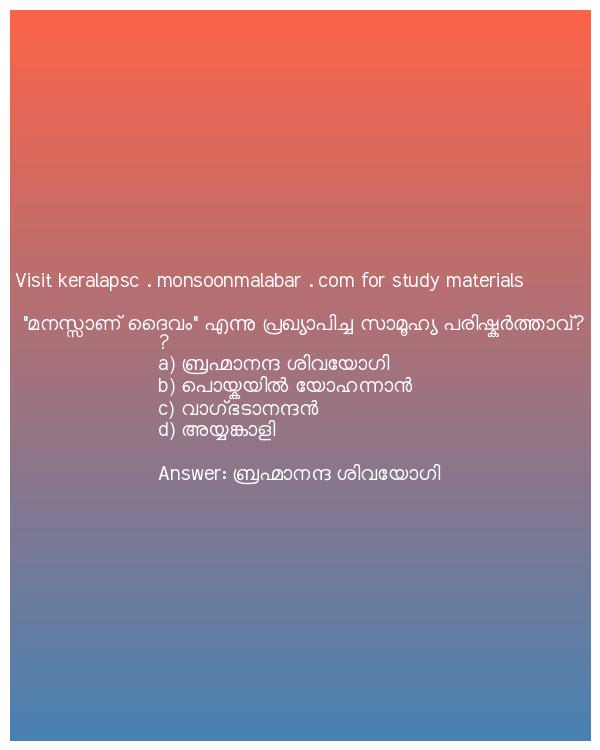 Visit keralapsc . monsoonmalabar . com for study materials
"മനസ്സാണ് ദൈവം" എന്നു പ്രഖ്യാപിച്ച സാമൂഹ്യ പരിഷ്കർത്താവ്?
?
a) ബ്രഹ്മാനന്ദ ശിവയോഗി
b) പൊയ്കയിൽ യോഹന്നാൻ
c) വാഗ്ഭടാനന്ദൻ
d) അയ്യങ്കാളി
Answer: ബ്രഹ്മാനന്ദ ശിവയോഗി